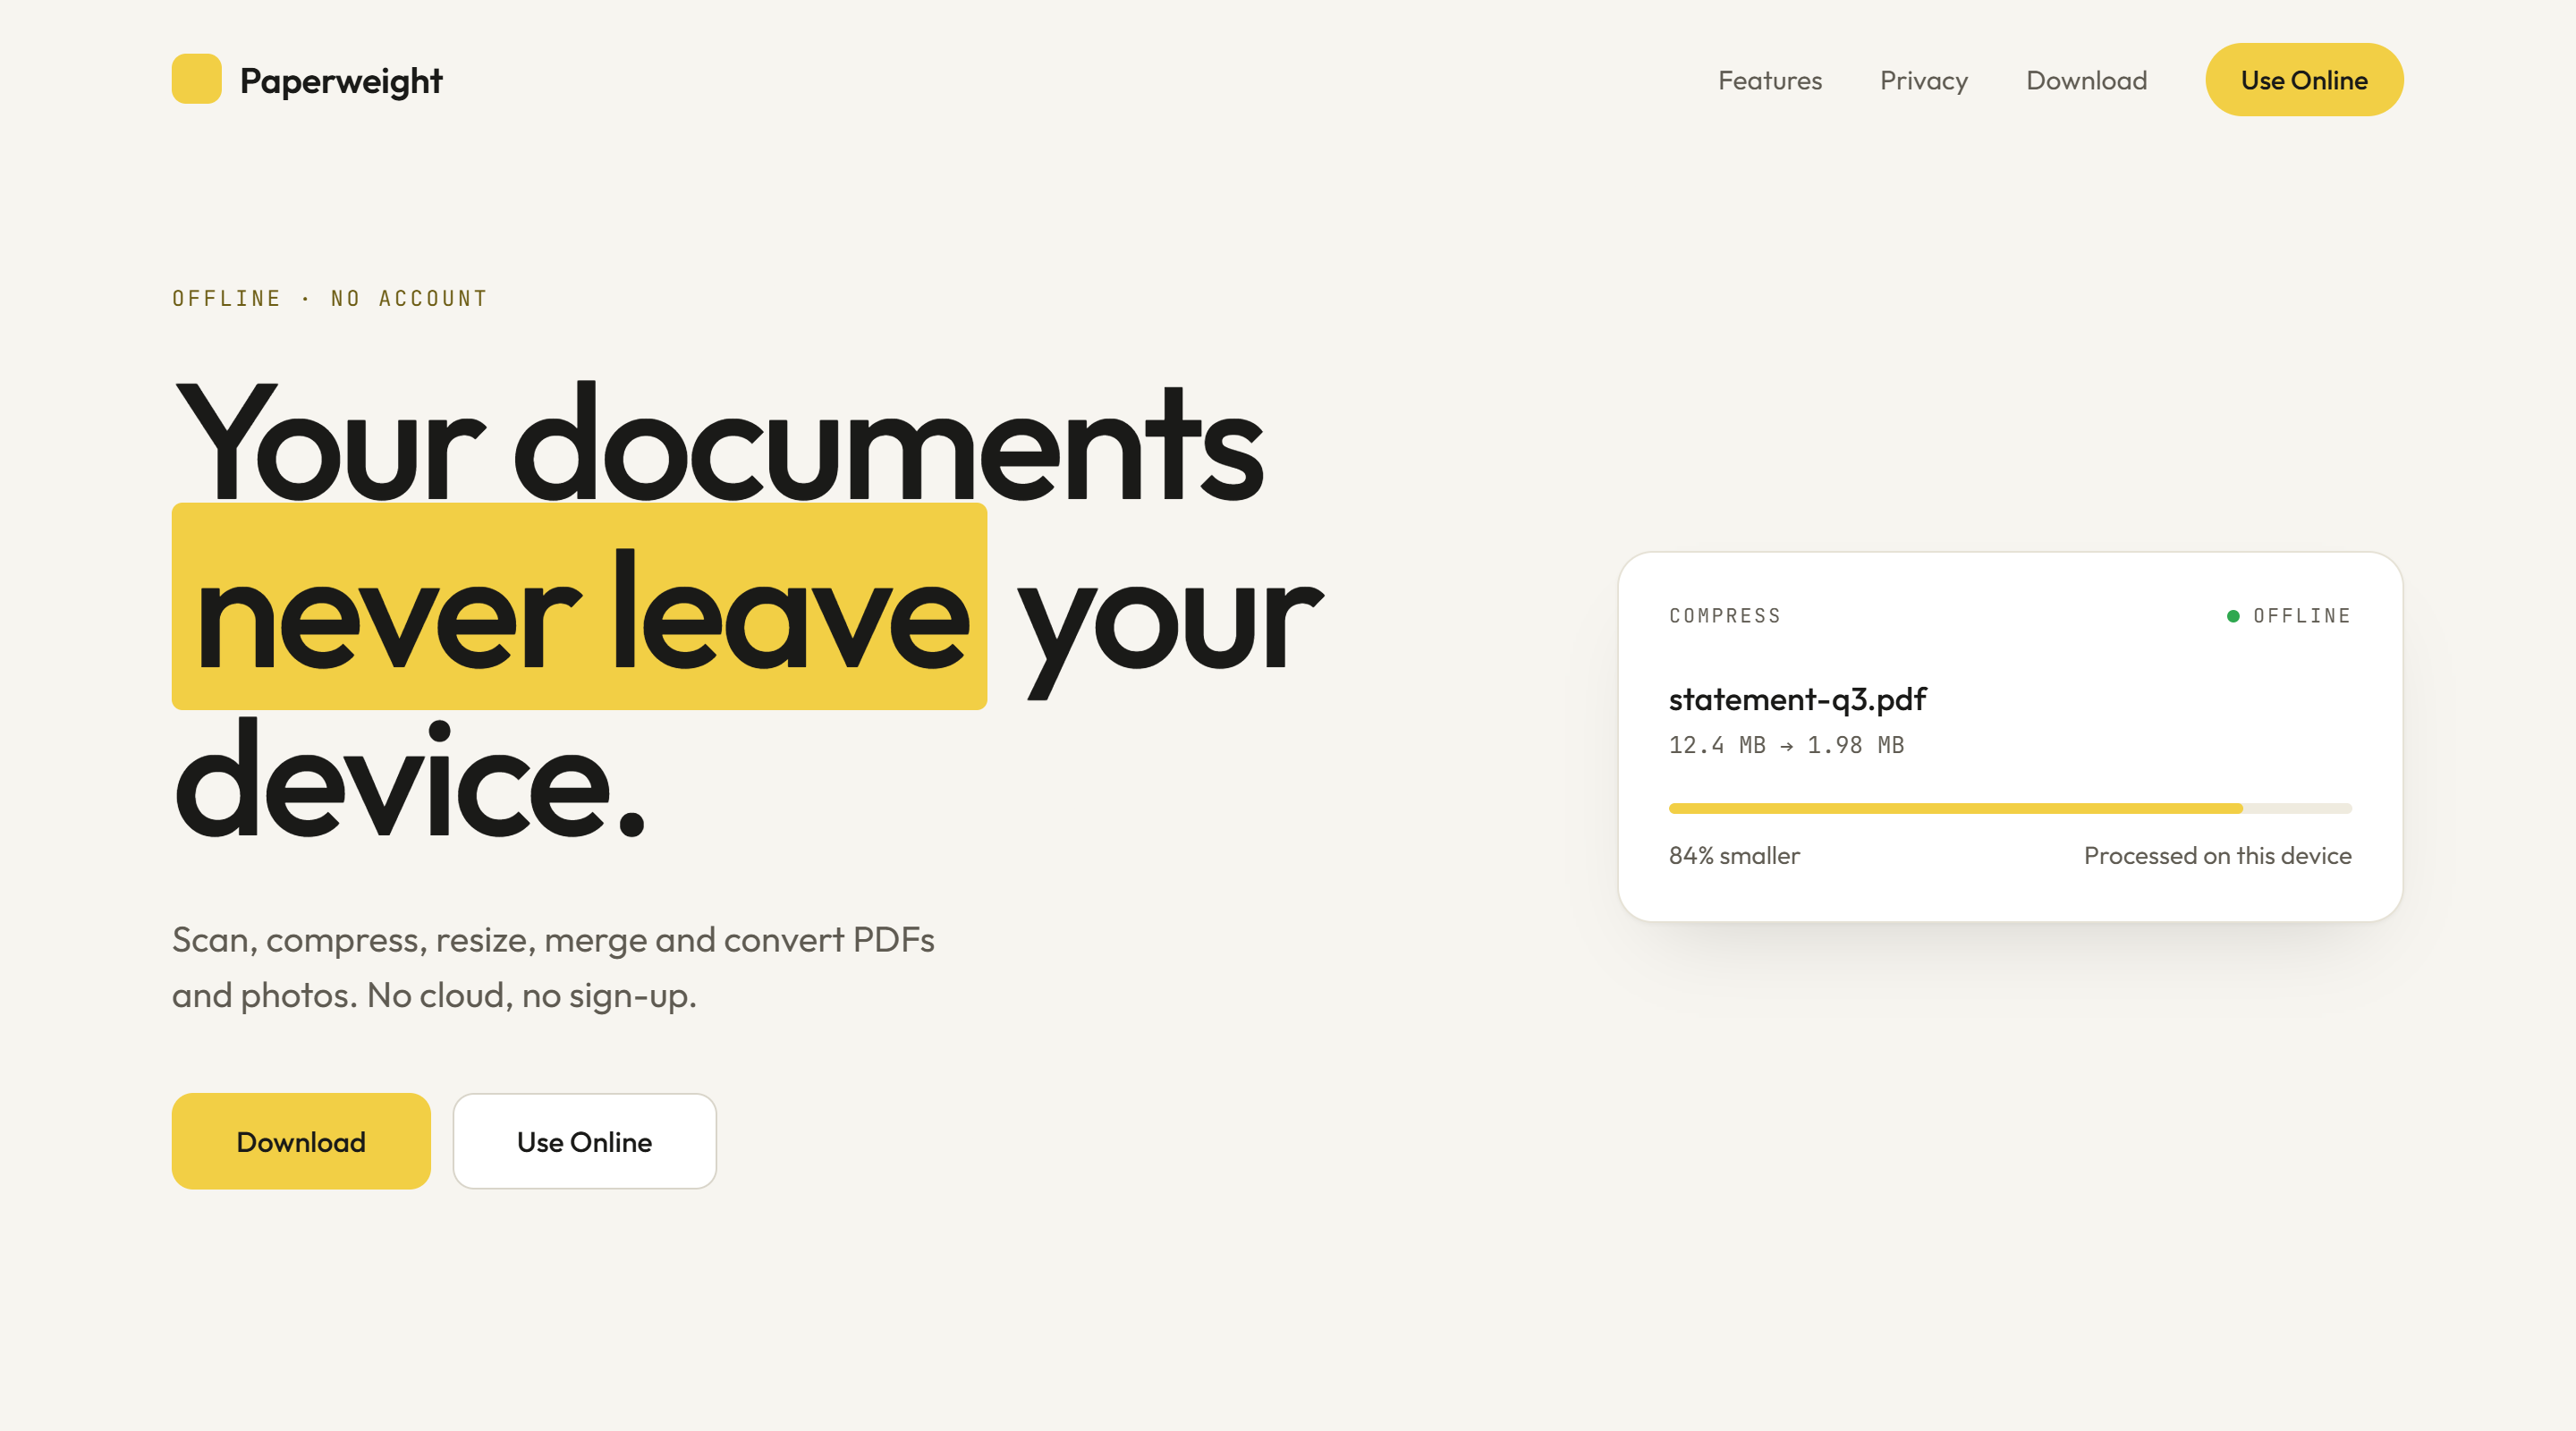 Paperweight
Features
Privacy
Download
Use Online
OFFLINE · NO ACCOUNT
Your documents
never leave your
device.
Scan, compress, resize, merge and convert PDFs
and photos. No cloud, no sign-up.
Download
Use Online
COMPRESS
OFFLINE
statement-q3.pdf
12.4 MB → 1.98 MB
84% smaller
Processed on this device